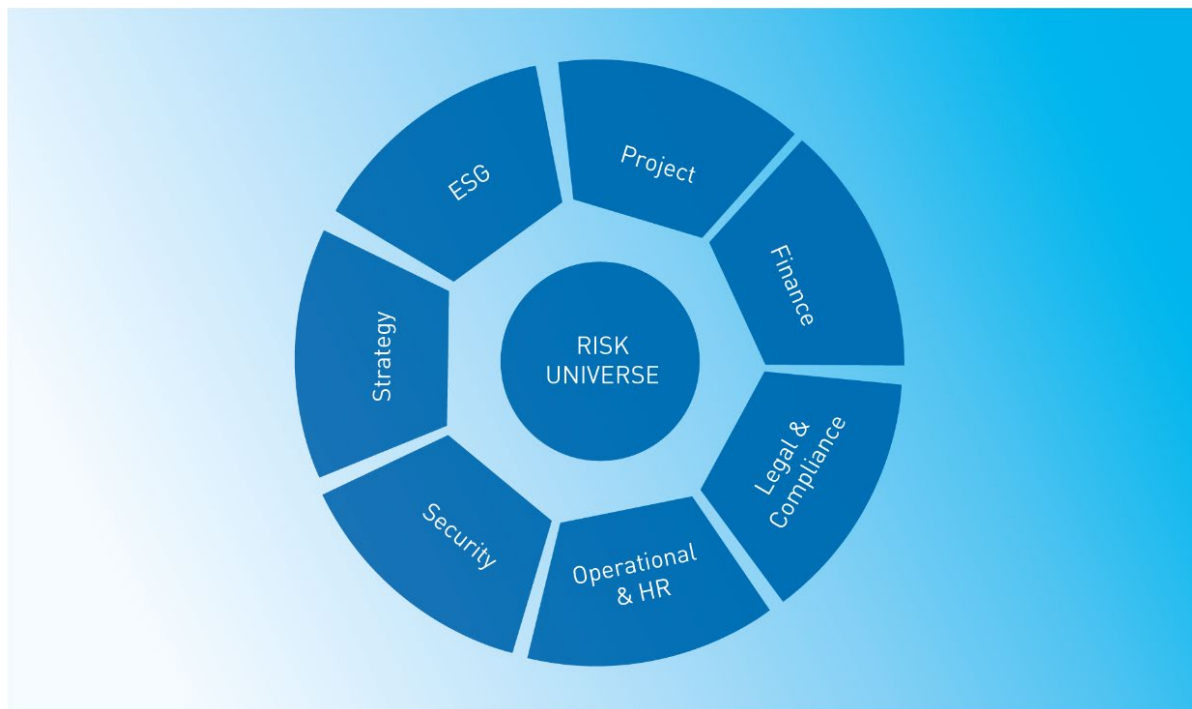 RISK
UNIVERSE
Project
Finance
Legal &
Compliance
Operational
& HR
Security
Strategy
ESG